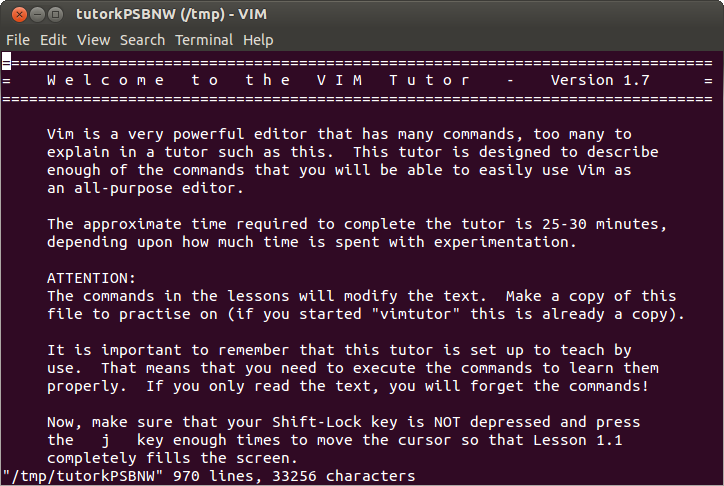 tutorkPSBNW (/tmp) - VIM
File Edit View Search Terminal Help
===============================================================================
=    W e l c o m e   t o   t h e   V I M   T u t o r   -    Version 1.7      =
===============================================================================
Vim is a very powerful editor that has many commands, too many to
explain in a tutor such as this.  This tutor is designed to describe
enough of the commands that you will be able to easily use Vim as
an all-purpose editor.
The approximate time required to complete the tutor is 25-30 minutes,
depending upon how much time is spent with experimentation.
ATTENTION:
The commands in the lessons will modify the text.  Make a copy of this
file to practise on (if you started "vimtutor" this is already a copy).
It is important to remember that this tutor is set up to teach by
use.  That means that you need to execute the commands to learn them
properly.  If you only read the text, you will forget the commands!
Now, make sure that your Shift-Lock key is NOT depressed and press
the   j   key enough times to move the cursor so that Lesson 1.1
completely fills the screen.
"/tmp/tutorkPSBNW" 970 lines, 33256 characters